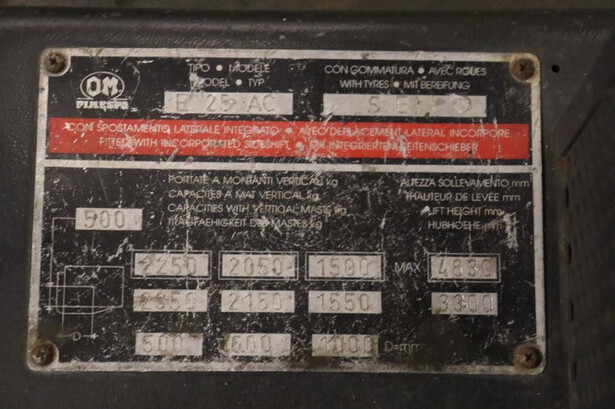 OM
PIMESPO
TIPO • MODELE
MODEL • TYP
E 25 AC
CON GOMMATURA • AVEC ROUES
WITH TYRES • MIT BEREIFUNG
CON SPOSTAMENTO LATERALE INTEGRATO • AVEC DEPLACEMENT LATERAL INCORPORE
FITTED WITH INCORPORATED SIDESHIFT • MIT INTEGRIERTEM SEITENSCHIEBER
PORTATE A MONTANTI VERTICALI kg
CAPACITES A MAT VERTICAL kg
CAPACITIES WITH VERTICAL MASTS kg
TRAGFAEHIGKEIT DES MASTES kg
ALTEZZA SOLLEVAMENTO mm
HAUTEUR DE LEVÉE mm
LIFT HEIGHT mm
HUBHOEHE mm
500
2250 2050 1500 MAX 4830
2350 2150 1550 3300
D 500 600 1000 D=mm